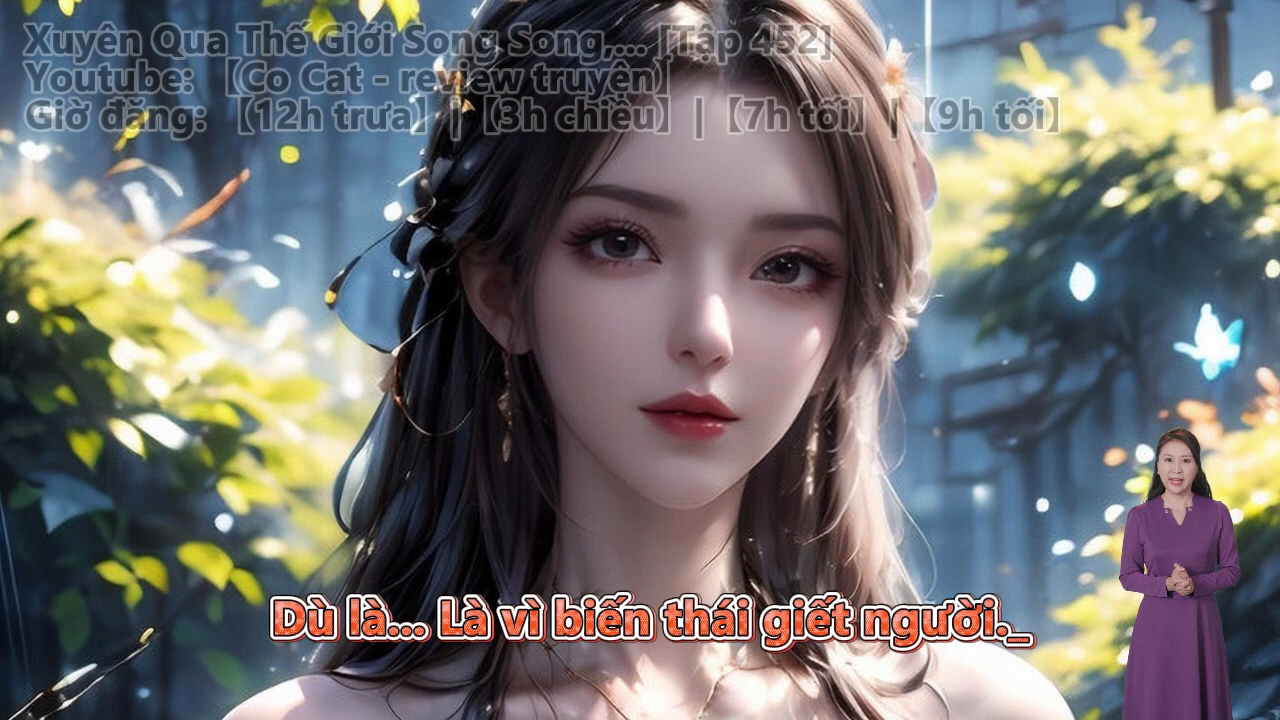 Xuyên Qua Thế Giới Song Song,... [Tập 452]
Youtube: 【Co Cat - review truyện】
Giờ đăng: 【12h trưa】 | 【3h chiều】 | 【7h tối】 | 【9h tối】
Dù là... Là vì biến thái giết người._